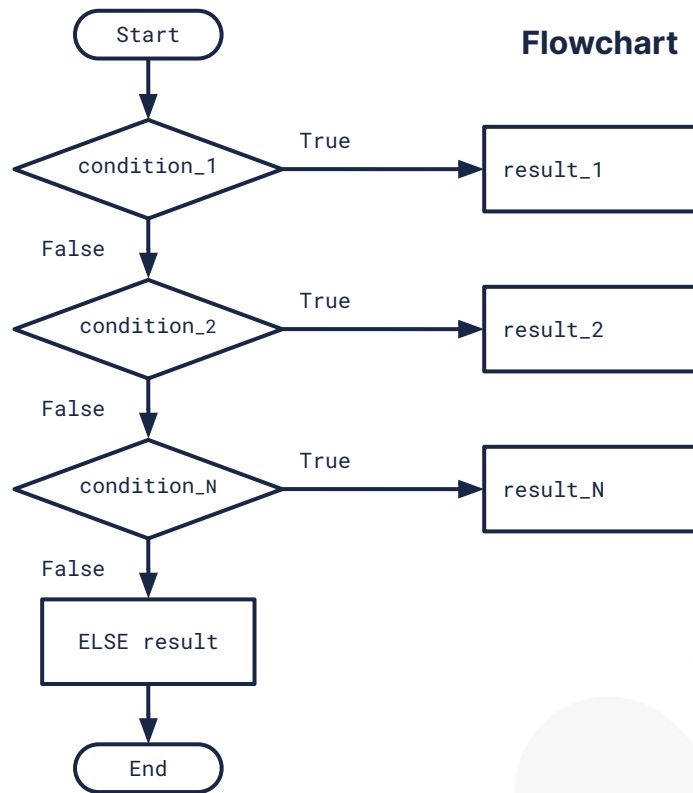 Start
Flowchart
True
condition_1
result_1
False
True
condition_2
result_2
False
True
condition_N
result_N
False
ELSE result
End